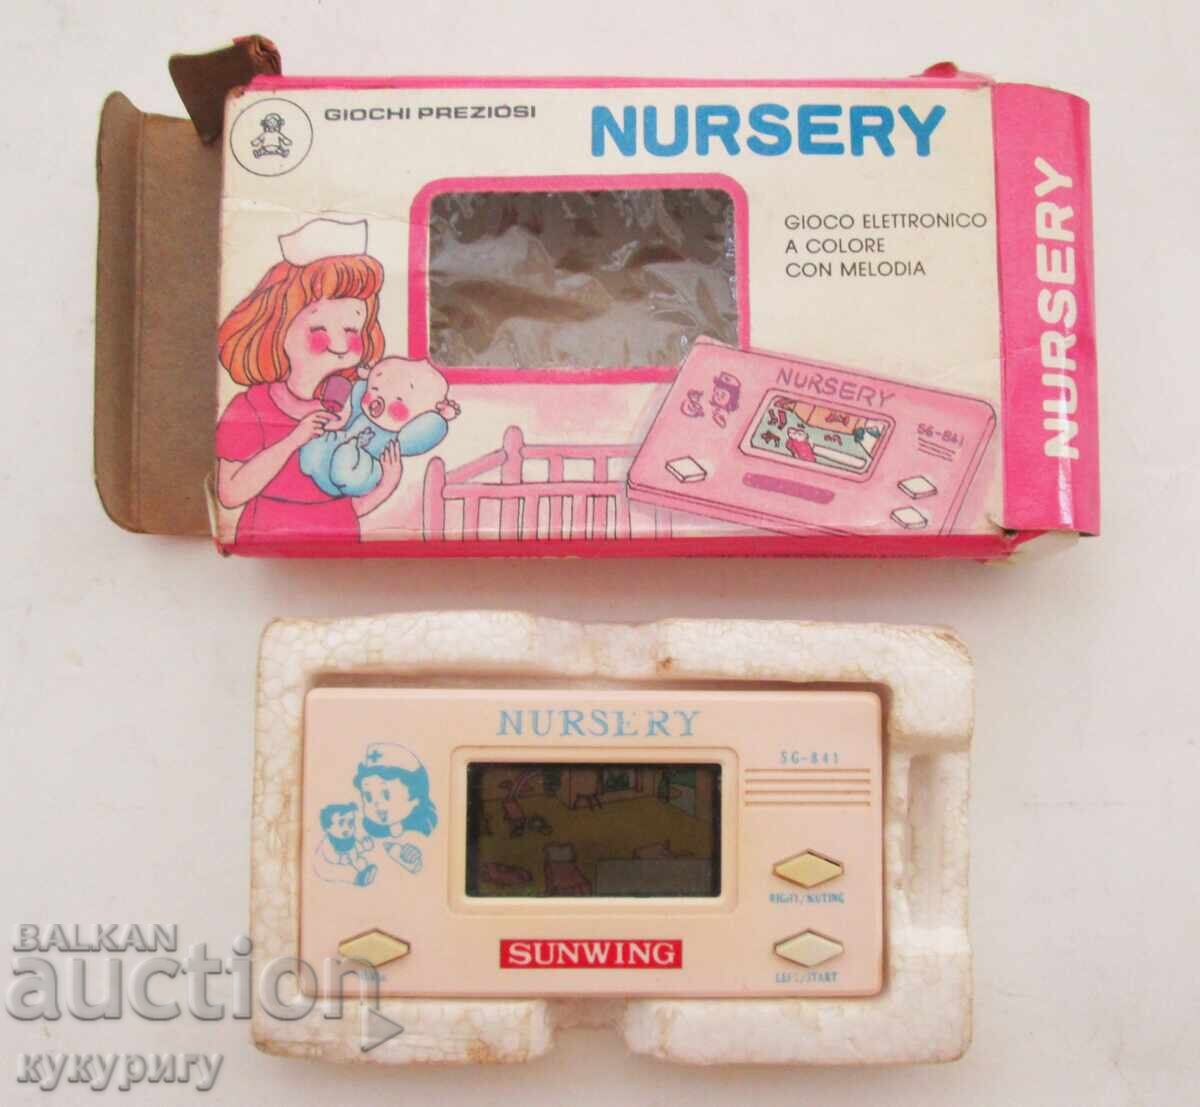 GIOCHI PREZIOSI
NURSERY
GIOCO ELETTRONICO
A COLORE
CON MELODIA
NURSERY
NURSERY
SG-841
NURSERY
SG-841
RIGHT/MUTING
SUNWING
LEFT/START
BALKAN
auction
кукуригу